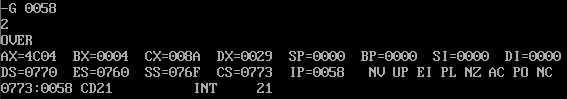 -G 0058
2
OVER
AX=4C04  BX=0004  CX=008A  DX=0029  SP=0000  BP=0000  SI=0000  DI=0000
DS=0770  ES=0760  SS=076F  CS=0773  IP=0058   NV UP EI PL NZ AC PO NC
0773:0058 CD21          INT     21